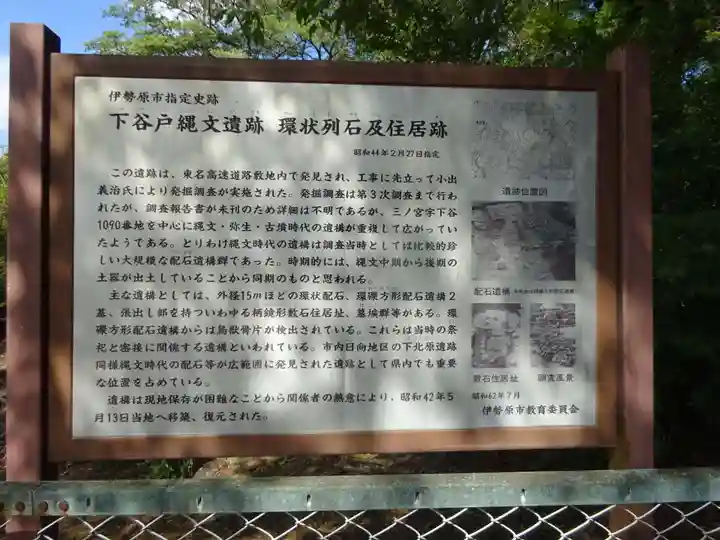 伊勢原市指定史跡
下谷戸縄文遺跡 環状列石及住居跡
昭和44年2月27日指定
この遺跡は、東名高速道路敷地内で発見され、工事に先立って小出
義治氏により発掘調査が実施された。発掘調査は第3次調査まで行わ
れたが、調査報告書が未刊のため詳細は不明であるが、三ノ宮字下谷
1090番地を中心に縄文・弥生・古墳時代の遺構が重複して広がってい
ていたようである。とりわけ縄文時代の遺構は調査当時としては比較的珍
しい大規模な配石遺構群であった。時期的には、縄文中期から後期の
土器が出土していることから同期のものと思われる。
主な遺構としては、外径15mほどの環状配石、環礫方形配石遺構2
基、張出し部を持ついわゆる柄鏡形敷石住居址、墓壙群等がある。環
礫方形配石遺構からは鳥獣骨片が検出されている。これらは当時の祭
祀と密接に関係する遺構といわれている。市内日向地区の下北原遺跡
同様縄文時代の配石等が広範囲に発見された遺跡として県内でも重要
な位置を占めている。
遺構は現地保存が困難なことから関係者の熱意により、昭和42年5
月13日当地へ移築、復元された。
遺跡位置図
配石遺構
敷石住居址 調査風景
昭和62年7月
伊勢原市教育委員会